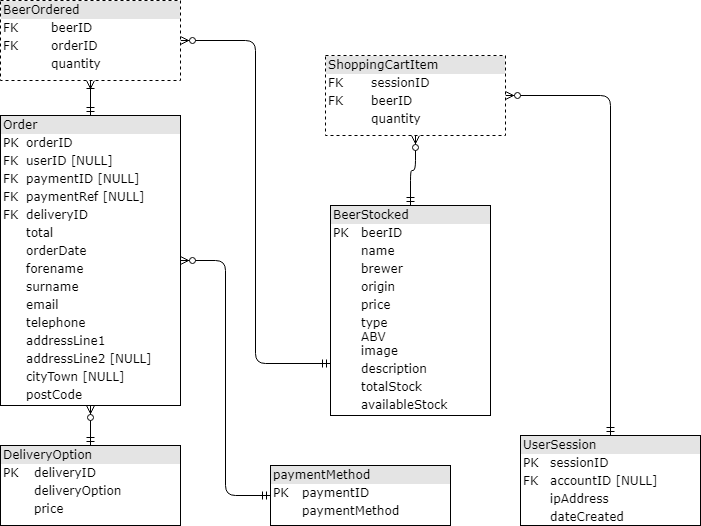 BeerOrdered
FK beerID
FK orderID
quantity
Order
PK orderID
FK userID [NULL]
FK paymentID [NULL]
FK paymentRef [NULL]
FK deliveryID
total
orderDate
forename
surname
email
telephone
addressLine1
addressLine2 [NULL]
cityTown [NULL]
postCode
DeliveryOption
PK deliveryID
deliveryOption
price
ShoppingCartItem
FK sessionID
FK beerID
quantity
BeerStocked
PK beerID
name
brewer
origin
price
type
ABV
image
description
totalStock
availableStock
paymentMethod
PK paymentID
paymentMethod
UserSession
PK sessionID
FK accountID [NULL]
ipAddress
dateCreated